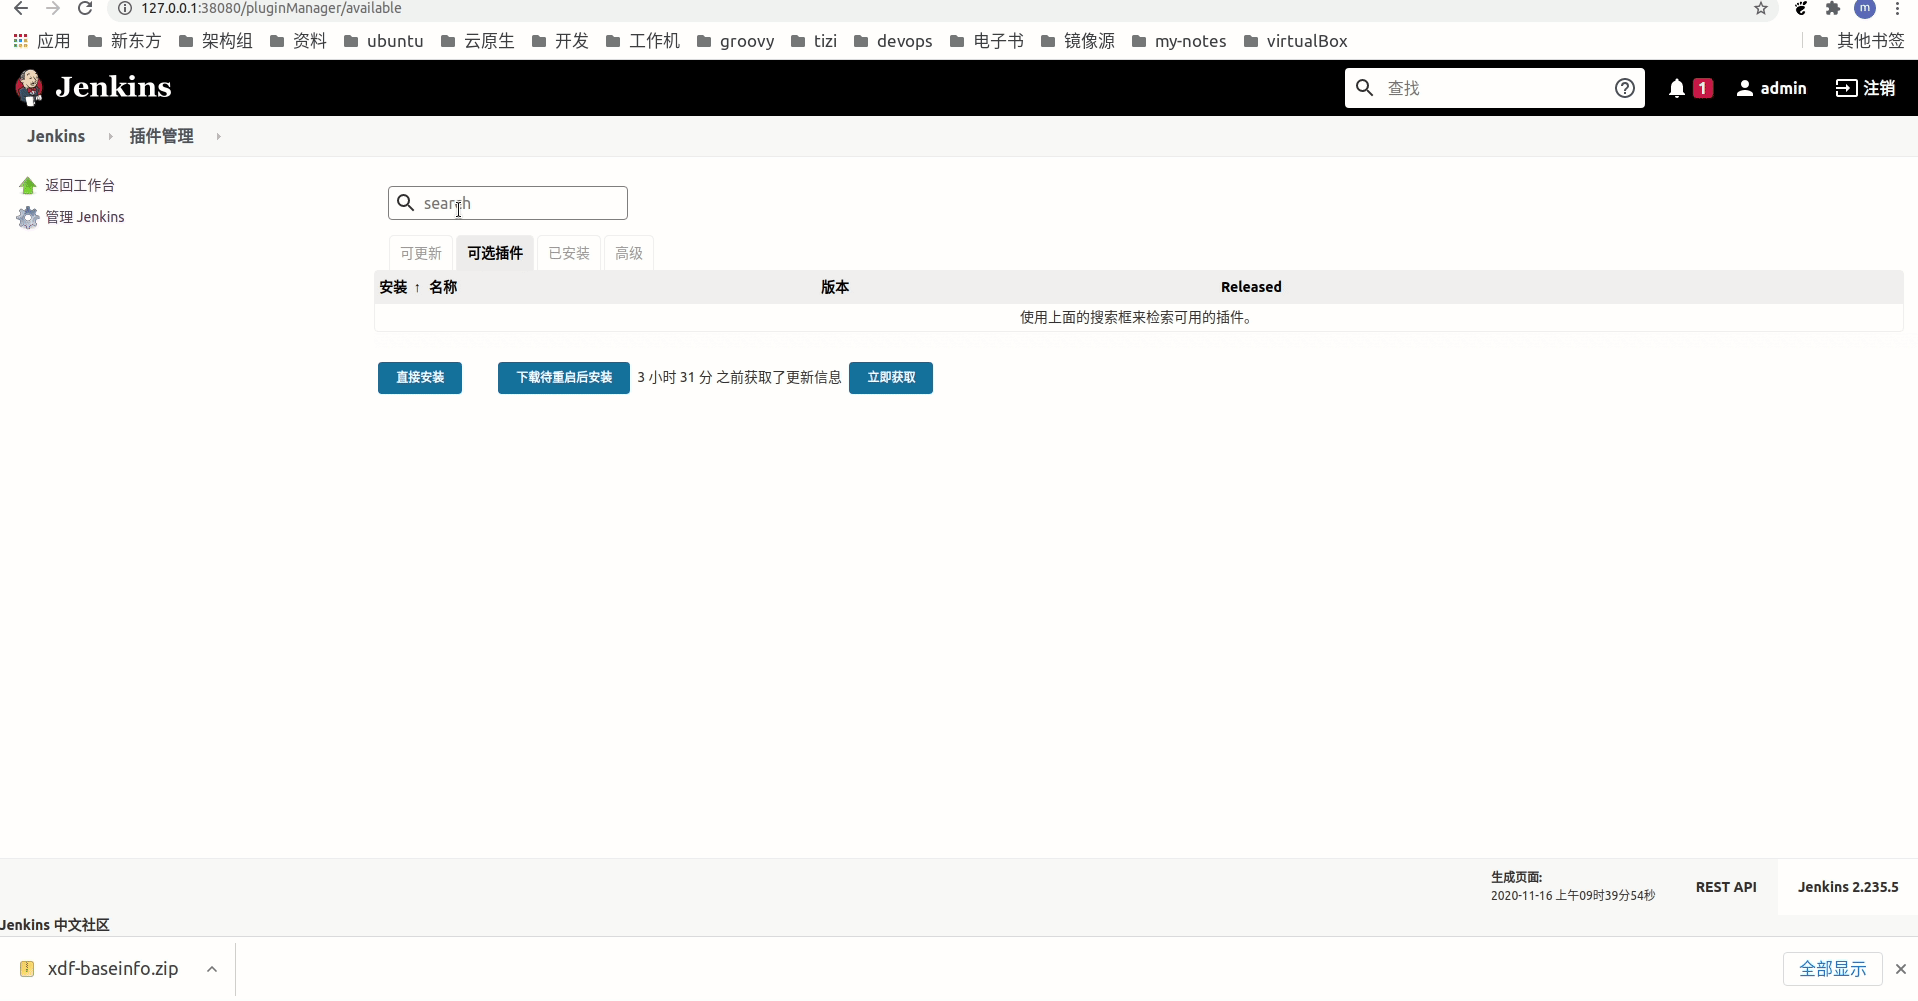 127.0.0.1:38080/pluginManager/available
m
应用 新东方 架构组 资料 ubuntu 云原生 开发 工作机 groovy tizi devops 电子书 镜像源 my-notes virtualBox 其他书签
Jenkins 查找 1 admin 注销
Jenkins 插件管理
返回工作台
管理 Jenkins
search
可更新 可选插件 已安装 高级
安装 ↑ 名称 版本 Released
使用上面的搜索框来检索可用的插件。
直接安装 下载待重启后安装 3 小时 31 分 之前获取了更新信息 立即获取
生成页面:
2020-11-16 上午09时39分54秒
REST API
Jenkins 2.235.5
Jenkins 中文社区
xdf-baseinfo.zip 全部显示